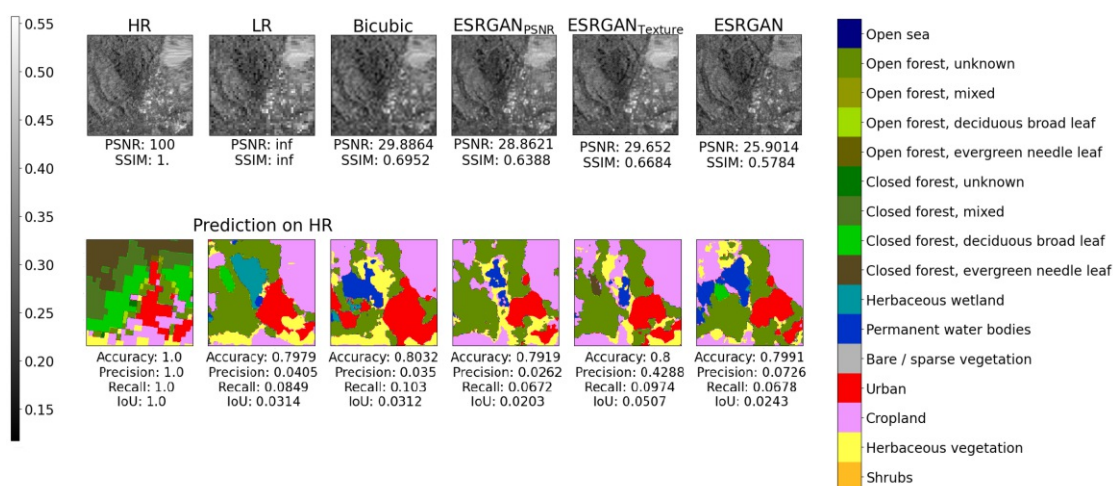 0.55
0.50
0.45
0.40
0.35
0.30
0.25
0.20
0.15
HR
PSNR: 100
SSIM: 1.
LR
PSNR: inf
SSIM: inf
Bicubic
PSNR: 29.8864
SSIM: 0.6952
ESRGANPSNR
PSNR: 28.8621
SSIM: 0.6388
ESRGANTexture
PSNR: 29.652
SSIM: 0.6684
ESRGAN
PSNR: 25.9014
SSIM: 0.5784
Prediction on HR
Accuracy: 1.0
Precision: 1.0
Recall: 1.0
IoU: 1.0
Accuracy: 0.7979
Precision: 0.0405
Recall: 0.0849
IoU: 0.0314
Accuracy: 0.8032
Precision: 0.035
Recall: 0.103
IoU: 0.0312
Accuracy: 0.7919
Precision: 0.0262
Recall: 0.0672
IoU: 0.0203
Accuracy: 0.8
Precision: 0.4288
Recall: 0.0974
IoU: 0.0507
Accuracy: 0.7991
Precision: 0.0726
Recall: 0.0678
IoU: 0.0243
Open sea
Open forest, unknown
Open forest, mixed
Open forest, deciduous broad leaf
Open forest, evergreen needle leaf
Closed forest, unknown
Closed forest, mixed
Closed forest, deciduous broad leaf
Closed forest, evergreen needle leaf
Herbaceous wetland
Permanent water bodies
Bare / sparse vegetation
Urban
Cropland
Herbaceous vegetation
Shrubs